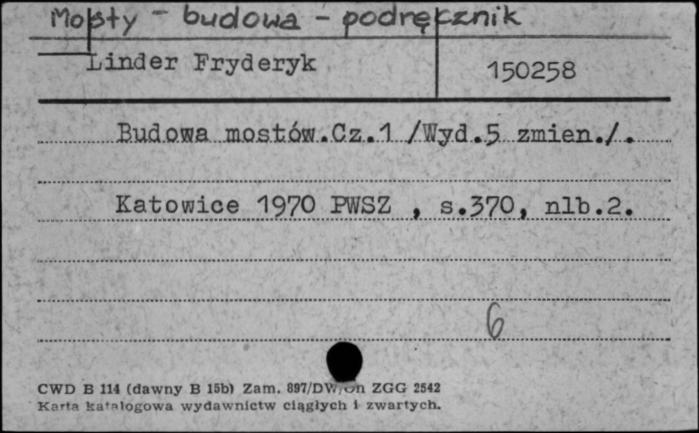 Mosty - budowa - podręcznik
Linder Fryderyk
150258
Budowa mostów.Cz.1 /Wyd.5 zmien./.
Katowice 1970 PWSZ , s.370, nlb.2.
6
CWD B 114 (dawny B 15b) Zam. 897/DW/Gn ZGG 2542
Karta katalogowa wydawnictw ciągłych i zwartych.